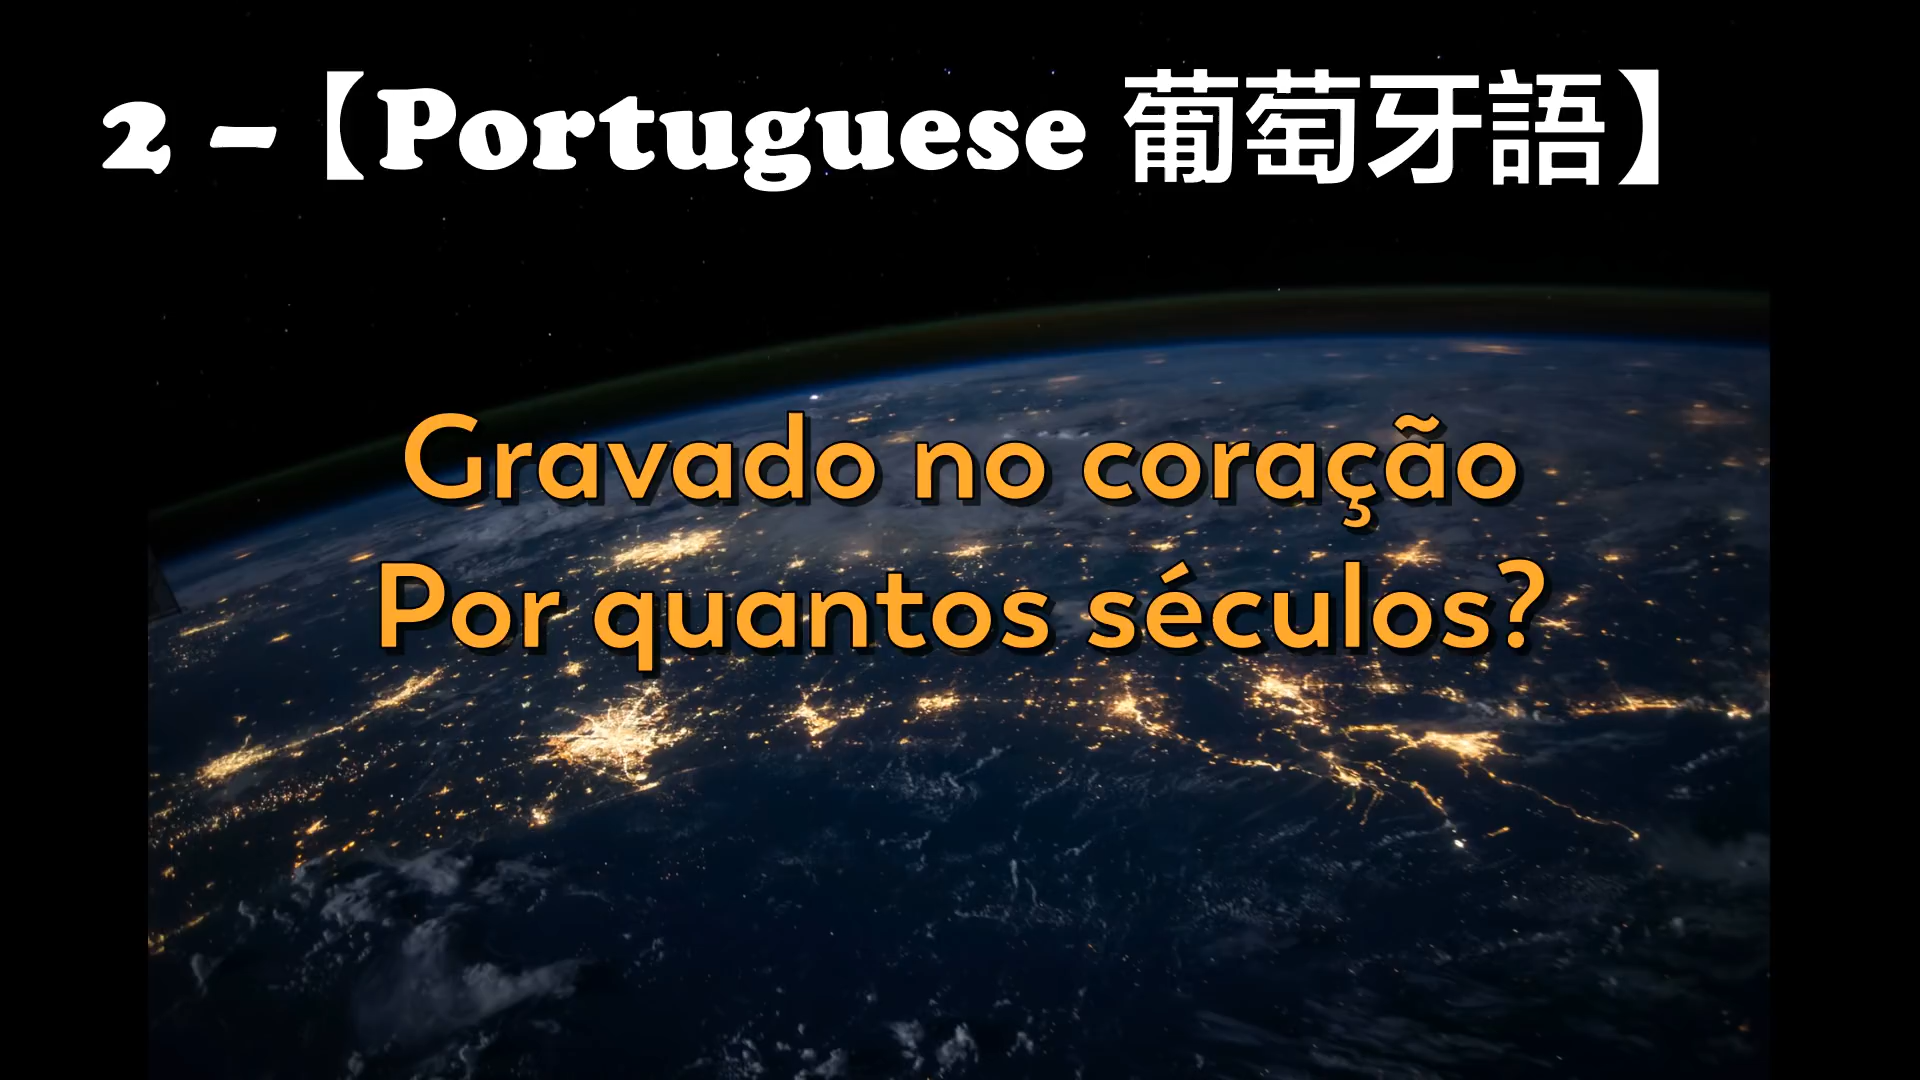 2 –【Portuguese 葡萄牙語】
Gravado no coração
Por quantos séculos?